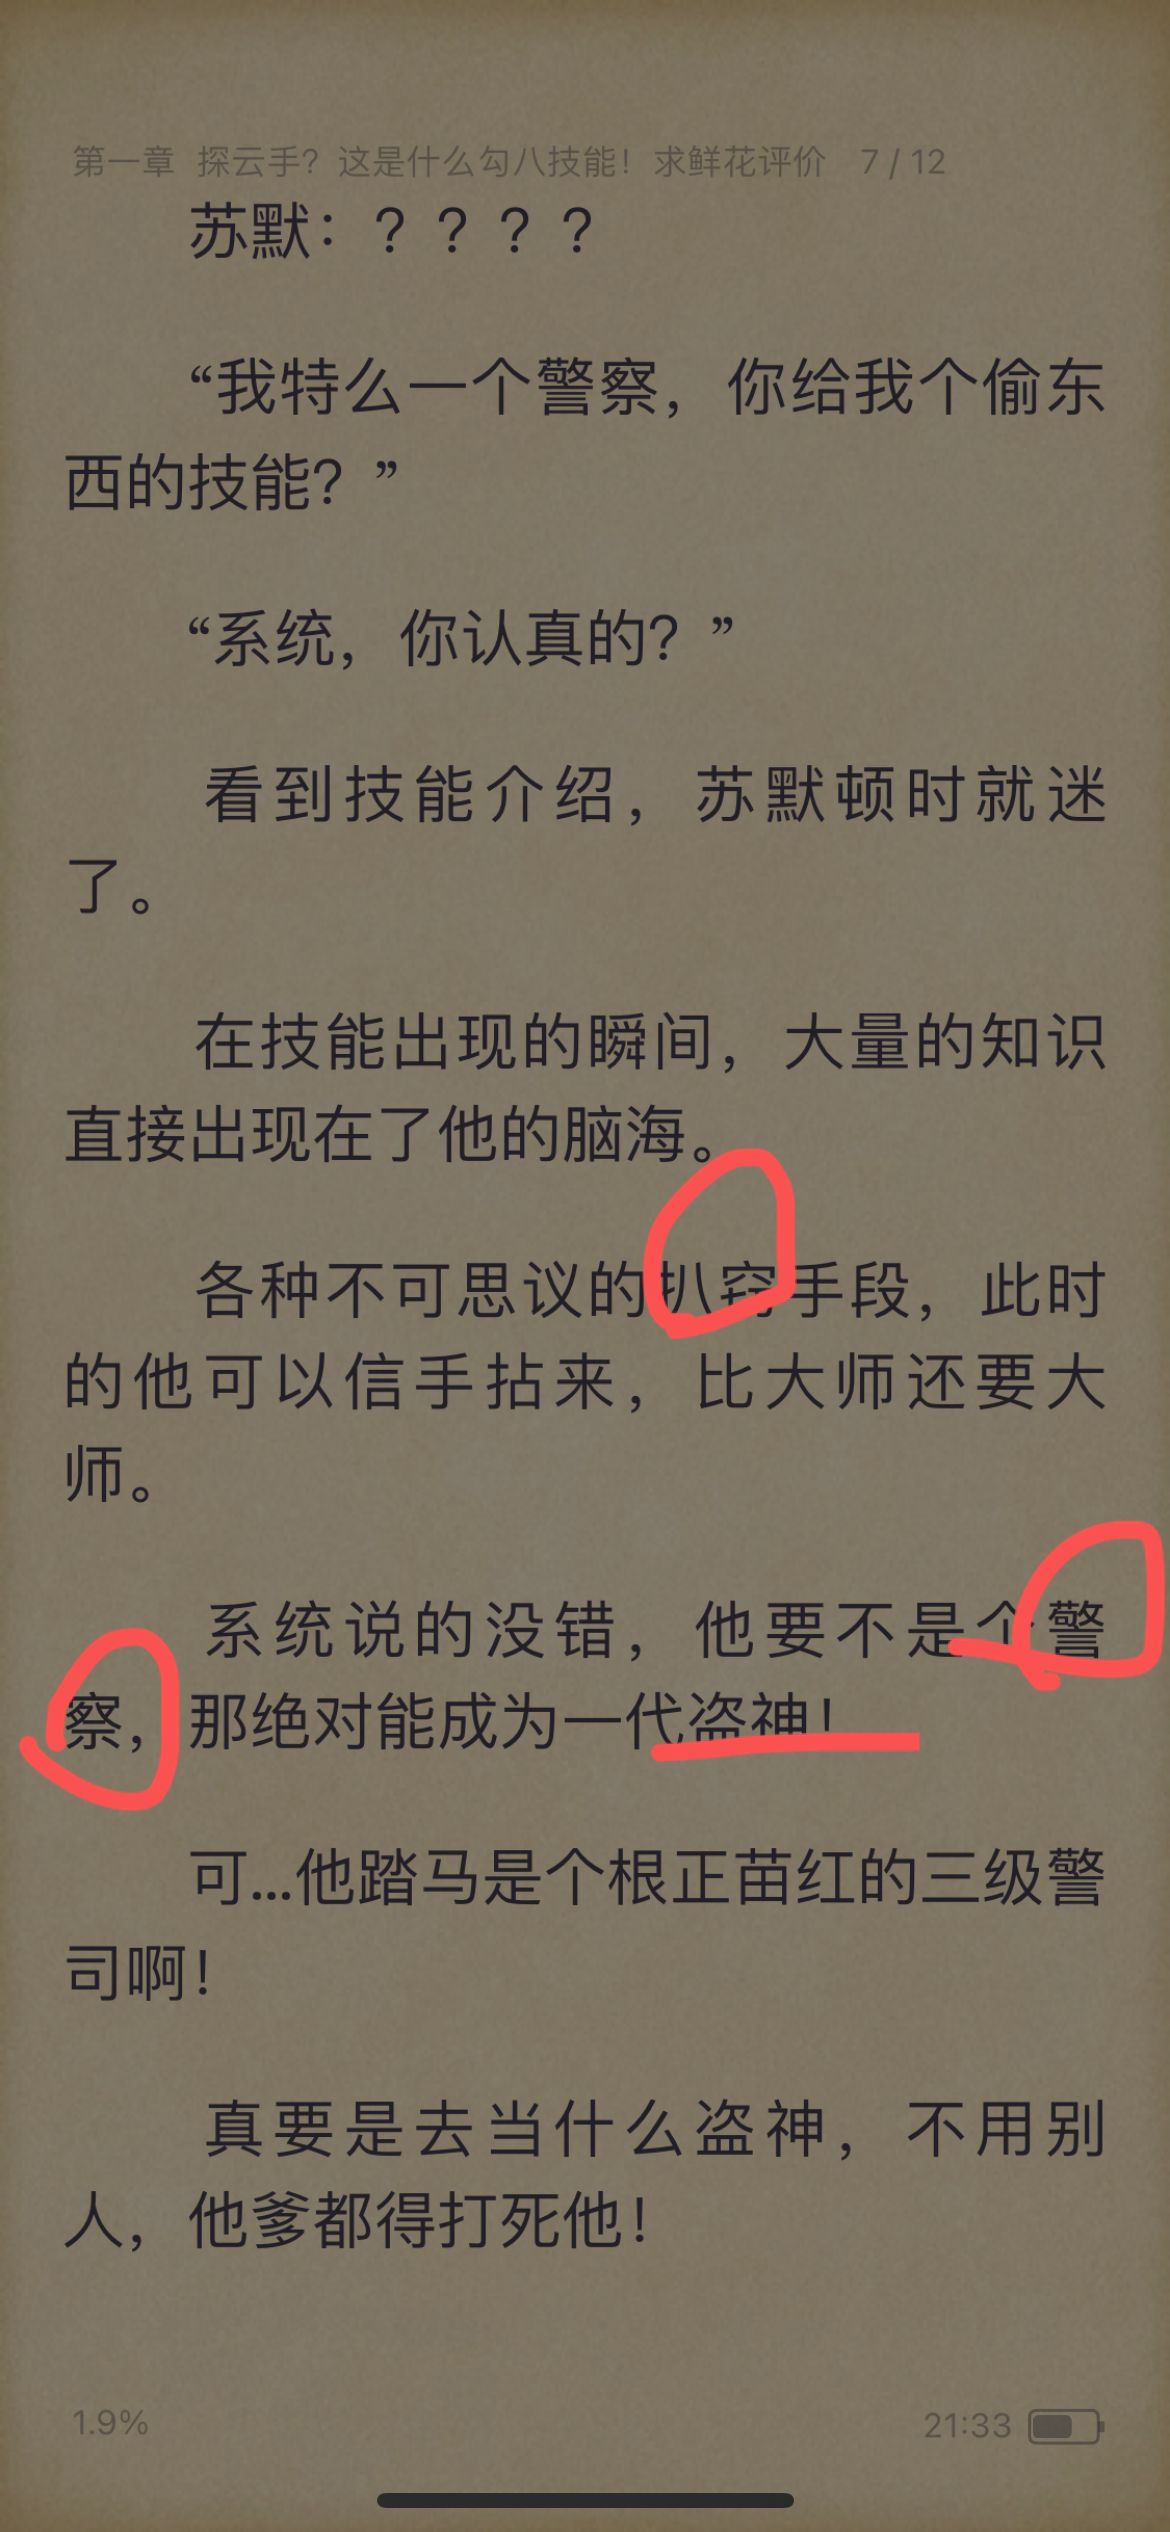 第一章 探云手？这是什么勾八技能！求鲜花评价 7 / 12
苏默：？？？？
“我特么一个警察，你给我个偷东
西的技能？”
“系统，你认真的？”
看到技能介绍，苏默顿时就迷
了。
在技能出现的瞬间，大量的知识
直接出现在了他的脑海。
各种不可思议的扒窃手段，此时
的他可以信手拈来，比大师还要大
师。
系统说的没错，他要不是个警
察，那绝对能成为一代盗神！
可...他踏马是个根正苗红的三级警
司啊！
真要是去当什么盗神，不用别
人，他爹都得打死他！
1.9%
21:33